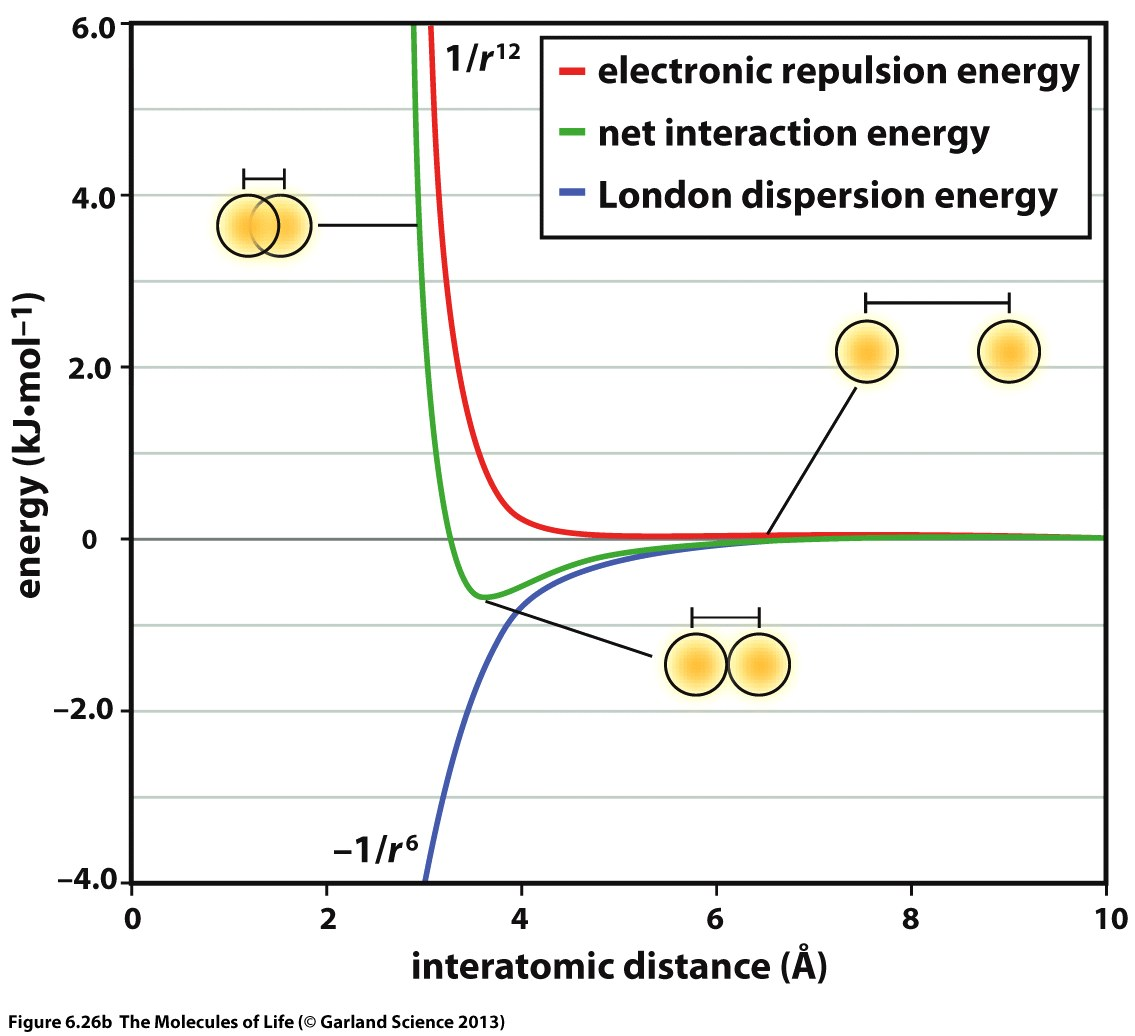 6.0
4.0
2.0
0
−2.0
−4.0
energy (kJ•mol−1)
1/r12
electronic repulsion energy
net interaction energy
London dispersion energy
−1/r6
0 2 4 6 8 10
interatomic distance (Å)
Figure 6.26b The Molecules of Life (© Garland Science 2013)